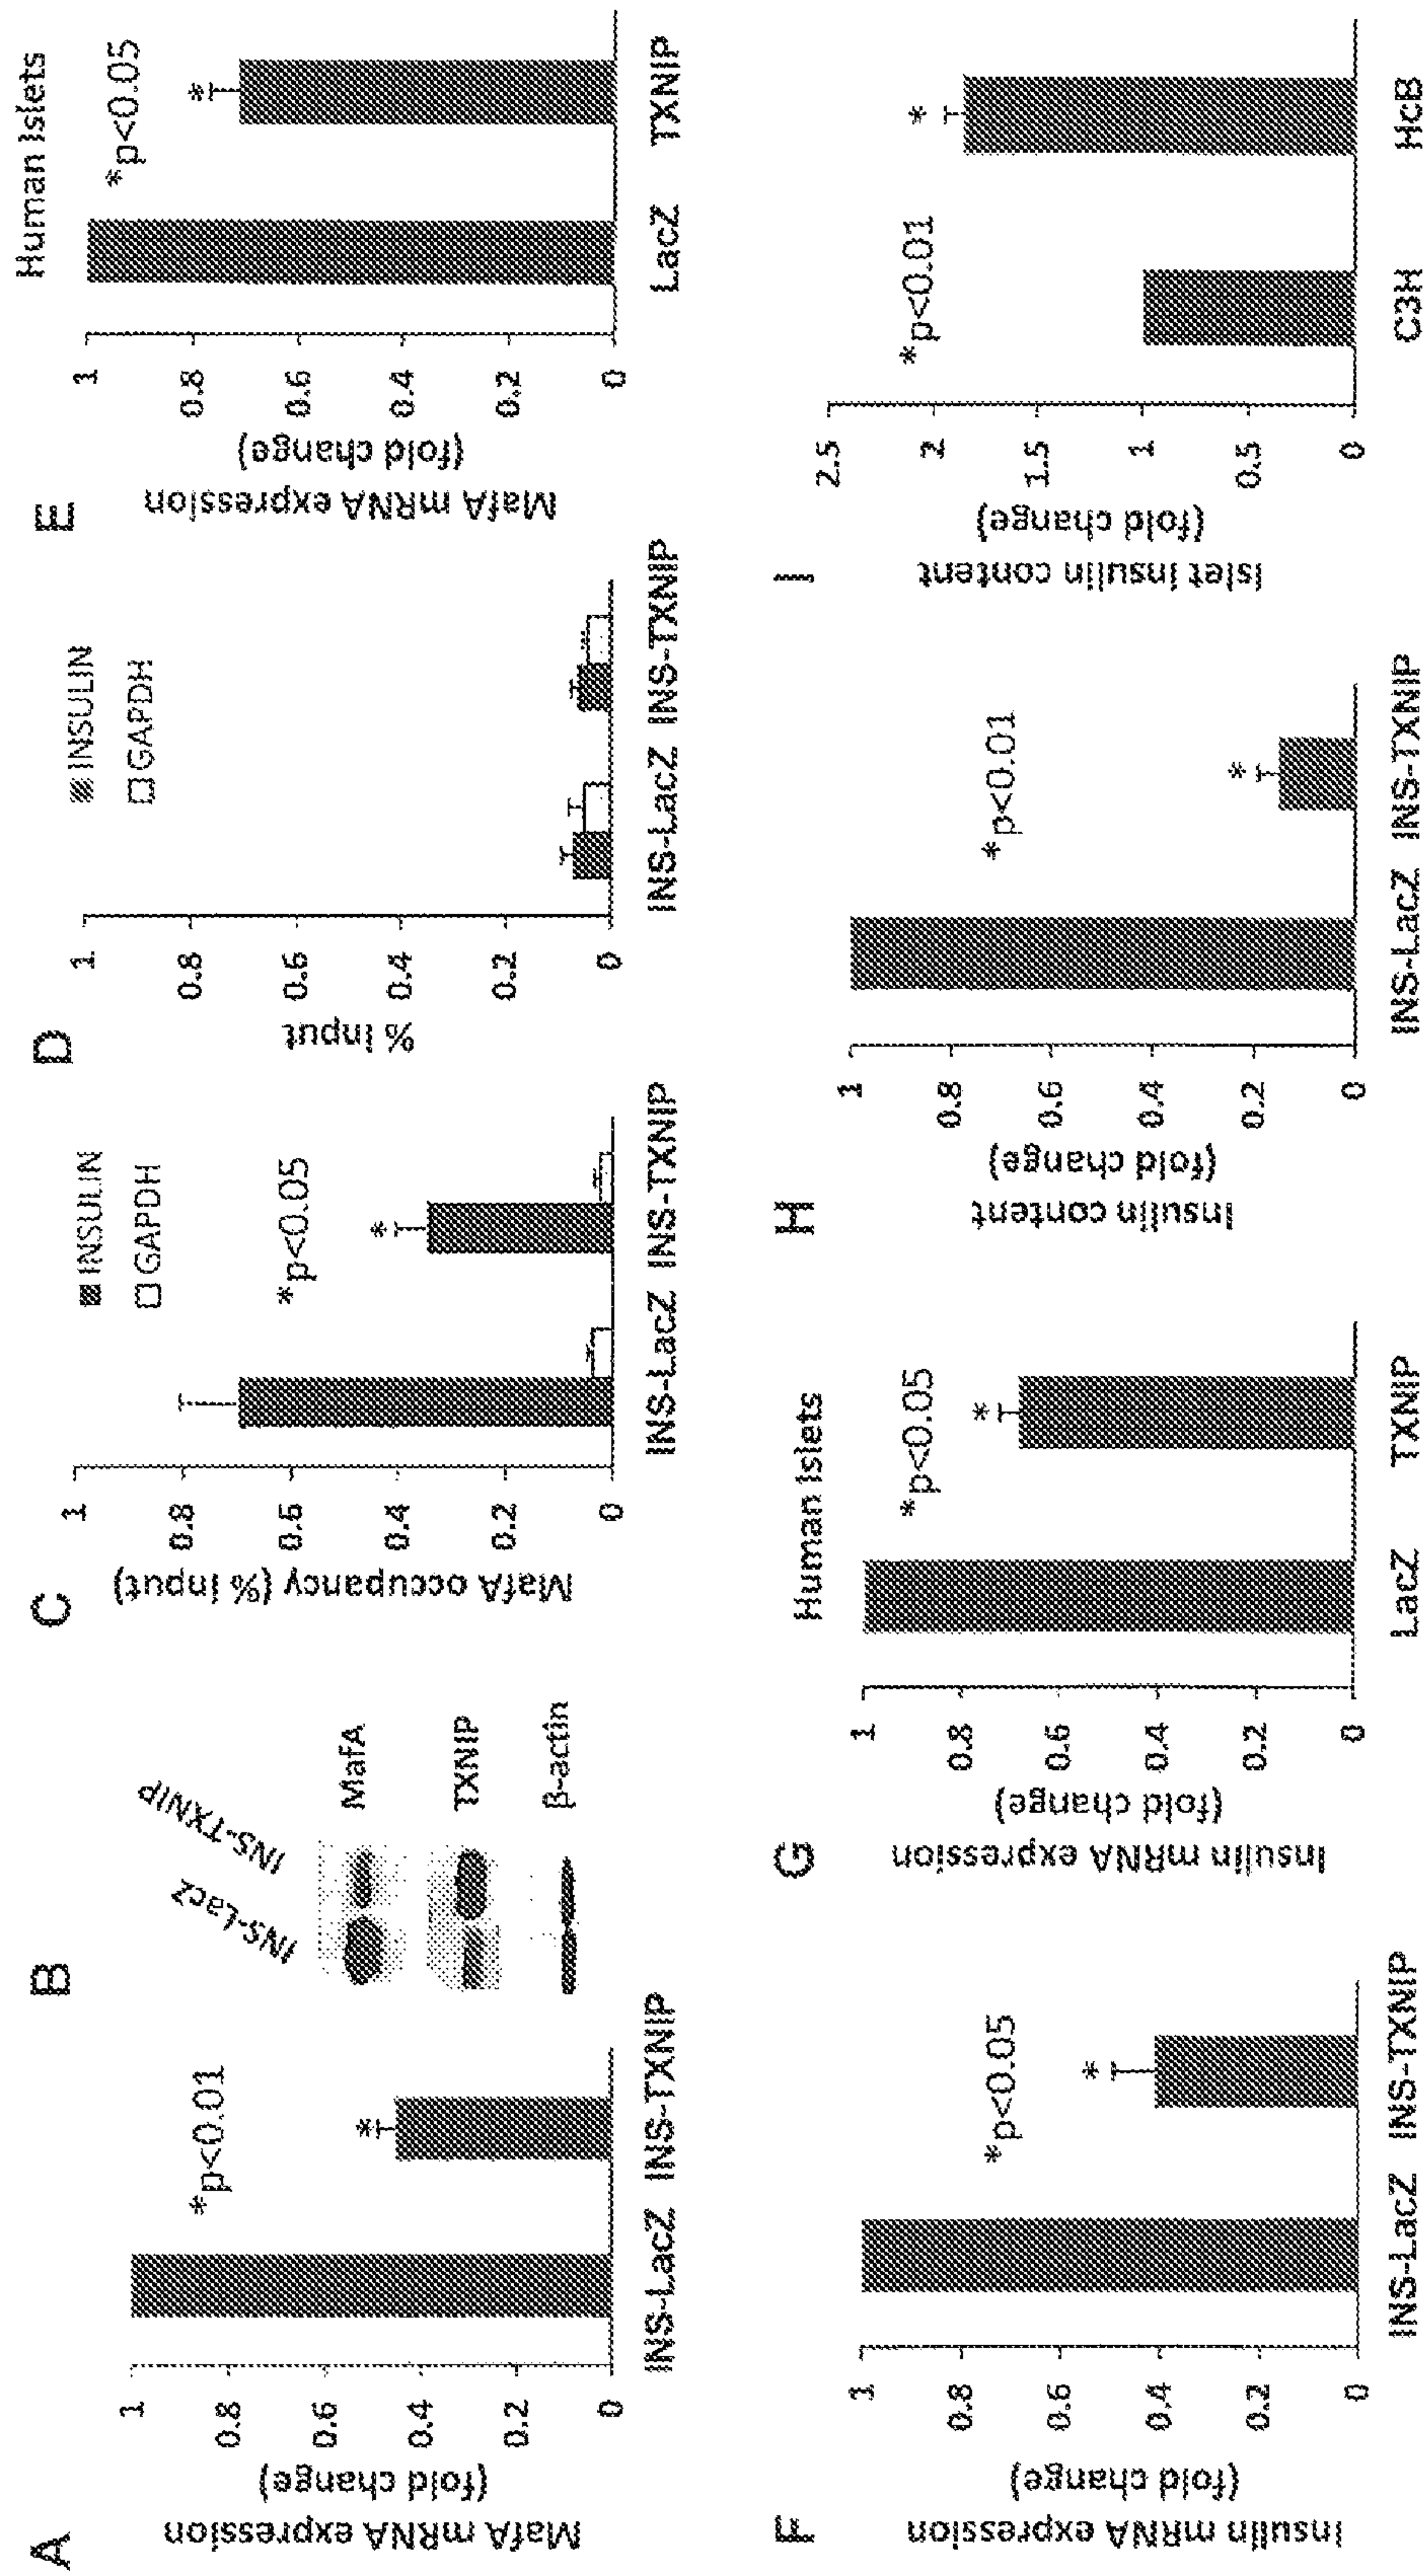 A
MafA mRNA expression
(fold change)
1
0.8
0.6
0.4
0.2
0
*p<0.01
*
INS-LacZ INS-TXNIP
B
INS-LacZ
INS-TXNIP
MafA
TXNIP
β-actin
C
MafA occupancy (% input)
1
0.8
0.6
0.4
0.2
0
INSULIN
GAPDH
*p<0.05
*
INS-LacZ INS-TXNIP
D
% input
1
0.8
0.6
0.4
0.2
0
INSULIN
GAPDH
INS-LacZ INS-TXNIP
E
MafA mRNA expression
(fold change)
Human Islets
1
0.8
0.6
0.4
0.2
0
*p<0.05
*
LacZ TXNIP
F
Insulin mRNA expression
(fold change)
1
0.8
0.6
0.4
0.2
0
*p<0.05
*
INS-LacZ INS-TXNIP
G
Insulin mRNA expression
(fold change)
Human Islets
1
0.8
0.6
0.4
0.2
0
*p<0.05
*
LacZ TXNIP
H
Insulin content
(fold change)
1
0.8
0.6
0.4
0.2
0
*p<0.01
*
INS-LacZ INS-TXNIP
I
Islet insulin content
(fold change)
2.5
2
1.5
1
0.5
0
*p<0.01
*
C3H HcB